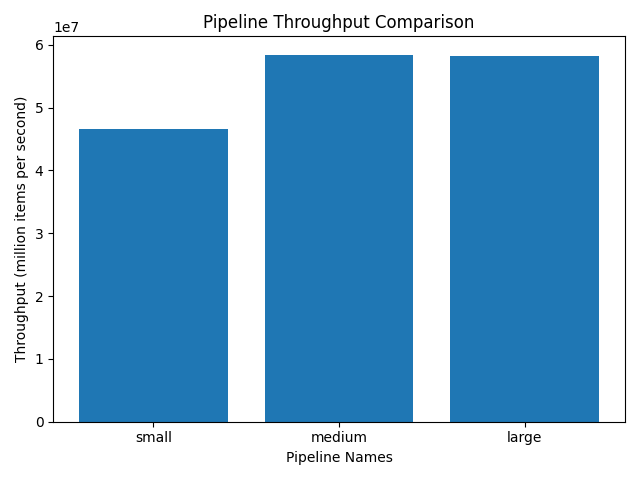 Pipeline Throughput Comparison
1e7
6
5
4
3
2
1
0
Throughput (million items per second)
small medium large
Pipeline Names